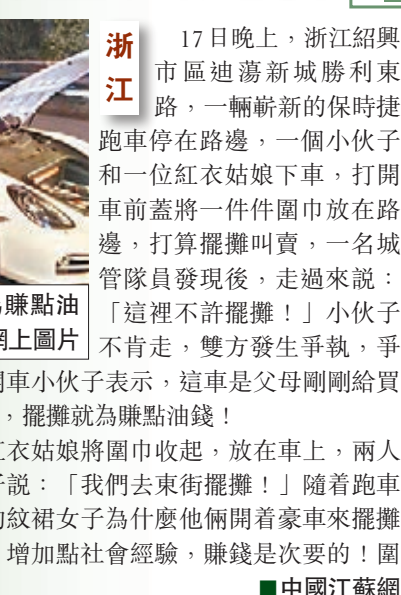 浙江
17日晚上，浙江紹興
市區迪蕩新城勝利東
路，一輛嶄新的保時捷
跑車停在路邊，一個小伙子
和一位紅衣姑娘下車，打開
車前蓋將一件件圍巾放在路
邊，打算擺攤叫賣，一名城
管隊員發現後，走過來説：
「這裡不許擺攤！」小伙子
不肯走，雙方發生爭執，爭
賺點油
網上圖片
車小伙子表示，這車是父母剛剛給買
，擺攤就為賺點油錢！
衣姑娘將圍巾收起，放在車上，兩人
説：「我們去東街擺攤！」隨着跑車
紋裙女子為什麼他倆開着豪車來擺攤
增加點社會經驗，賺錢是次要的！圍
■中國江蘇網